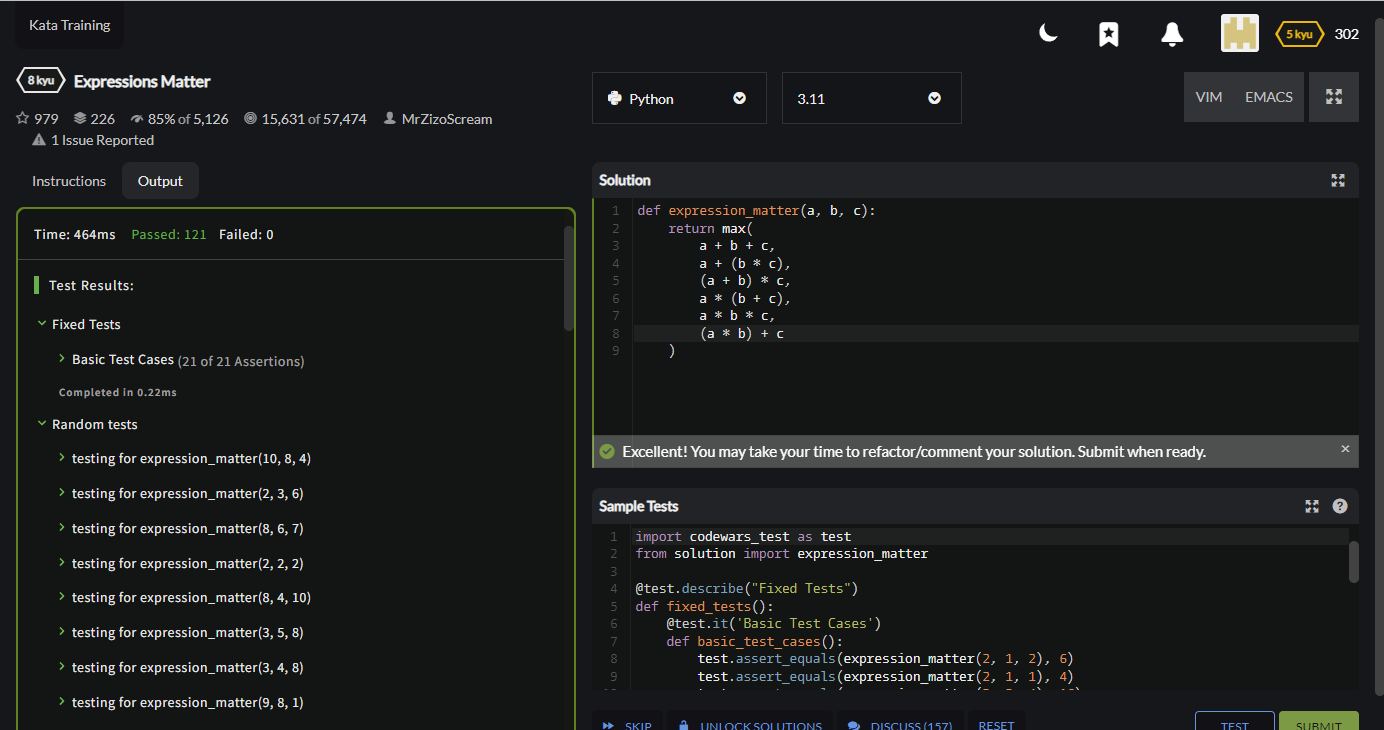 Kata Training
5 kyu 302
8 kyu Expressions Matter
979 226 85% of 5,126 15,631 of 57,474 MrZizoScream
1 Issue Reported
Instructions Output
Time: 464ms Passed: 121 Failed: 0
Test Results:
Fixed Tests
Basic Test Cases (21 of 21 Assertions)
Completed in 0.22ms
Random tests
testing for expression_matter(10, 8, 4)
testing for expression_matter(2, 3, 6)
testing for expression_matter(8, 6, 7)
testing for expression_matter(2, 2, 2)
testing for expression_matter(8, 4, 10)
testing for expression_matter(3, 5, 8)
testing for expression_matter(3, 4, 8)
testing for expression_matter(9, 8, 1)
Python 3.11 VIM EMACS
Solution
1 def expression_matter(a, b, c):
2 return max(
3 a + b + c,
4 a + (b * c),
5 (a + b) * c,
6 a * (b + c),
7 a * b * c,
8 (a * b) + c
9 )
Excellent! You may take your time to refactor/comment your solution. Submit when ready.
Sample Tests
1 import codewars_test as test
2 from solution import expression_matter
3
4 @test.describe("Fixed Tests")
5 def fixed_tests():
6 @test.it('Basic Test Cases')
7 def basic_test_cases():
8 test.assert_equals(expression_matter(2, 1, 2), 6)
9 test.assert_equals(expression_matter(2, 1, 1), 4)
SKIP UNLOCK SOLUTIONS DISCUSS (157) RESET TEST SUBMIT